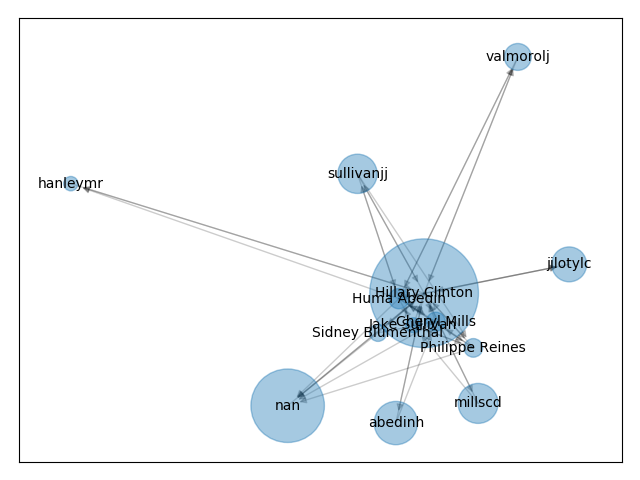 valmorolj
sullivanjj
hanleymr
jilotylc
Hillary Clinton
Huma Abedin
Cheryl Mills
Jake Sullivan
Sidney Blumenthal
Philippe Reines
nan
millscd
abedinh